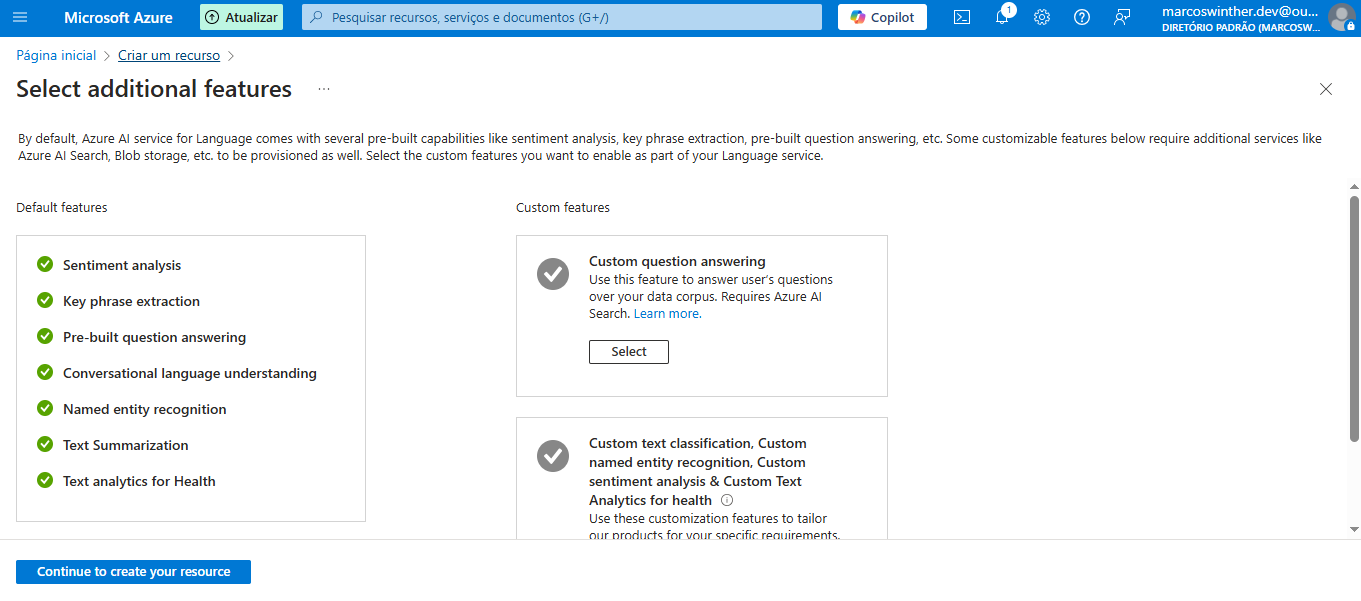 Microsoft Azure
Atualizar
Pesquisar recursos, serviços e documentos (G+/)
Copilot
1
marcoswinther.dev@ou...
DIRETÓRIO PADRÃO (MARCOSW...
Página inicial > Criar um recurso >
Select additional features ...
By default, Azure AI service for Language comes with several pre-built capabilities like sentiment analysis, key phrase extraction, pre-built question answering, etc. Some customizable features below require additional services like
Azure AI Search, Blob storage, etc. to be provisioned as well. Select the custom features you want to enable as part of your Language service.
Default features
Sentiment analysis
Key phrase extraction
Pre-built question answering
Conversational language understanding
Named entity recognition
Text Summarization
Text analytics for Health
Custom features
Custom question answering
Use this feature to answer user's questions
over your data corpus. Requires Azure AI
Search. Learn more.
Select
Custom text classification, Custom
named entity recognition, Custom
sentiment analysis & Custom Text
Analytics for health
Use these customization features to tailor
our products for your specific requirements.
Continue to create your resource